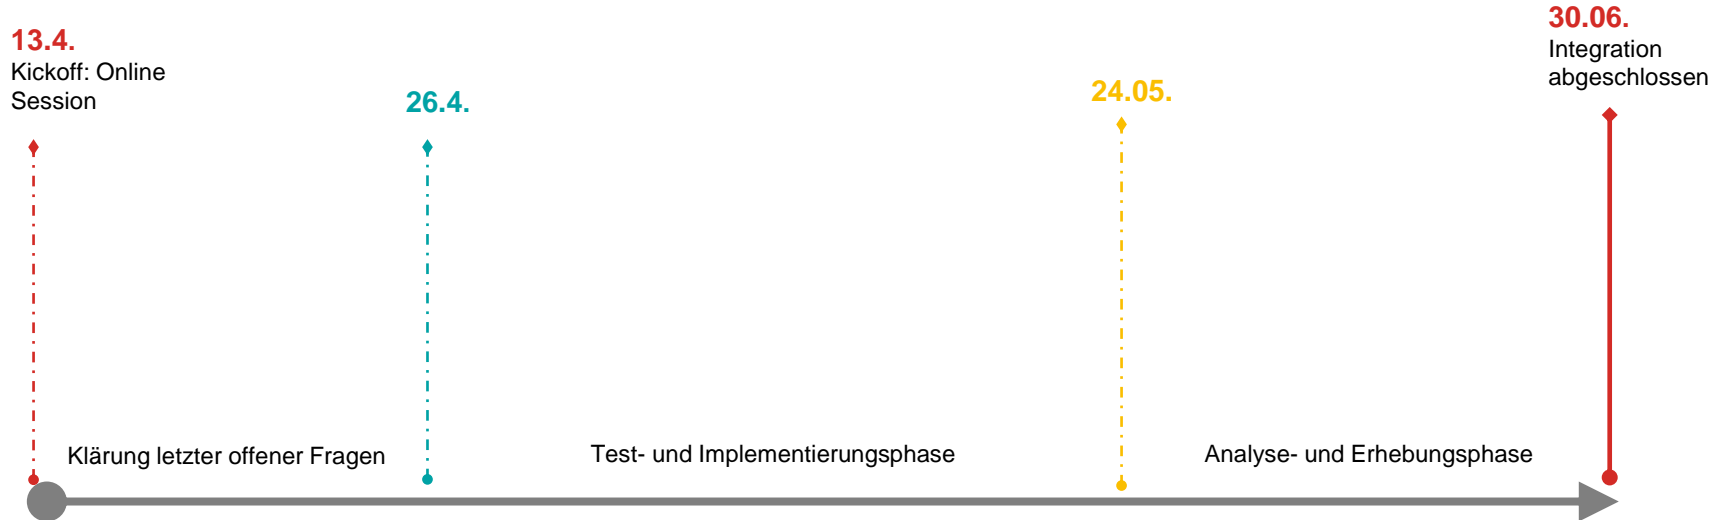 13.4.
Kickoff: Online
Session
26.4.
24.05.
30.06.
Integration
abgeschlossen
Klärung letzter offener Fragen
Test- und Implementierungsphase
Analyse- und Erhebungsphase